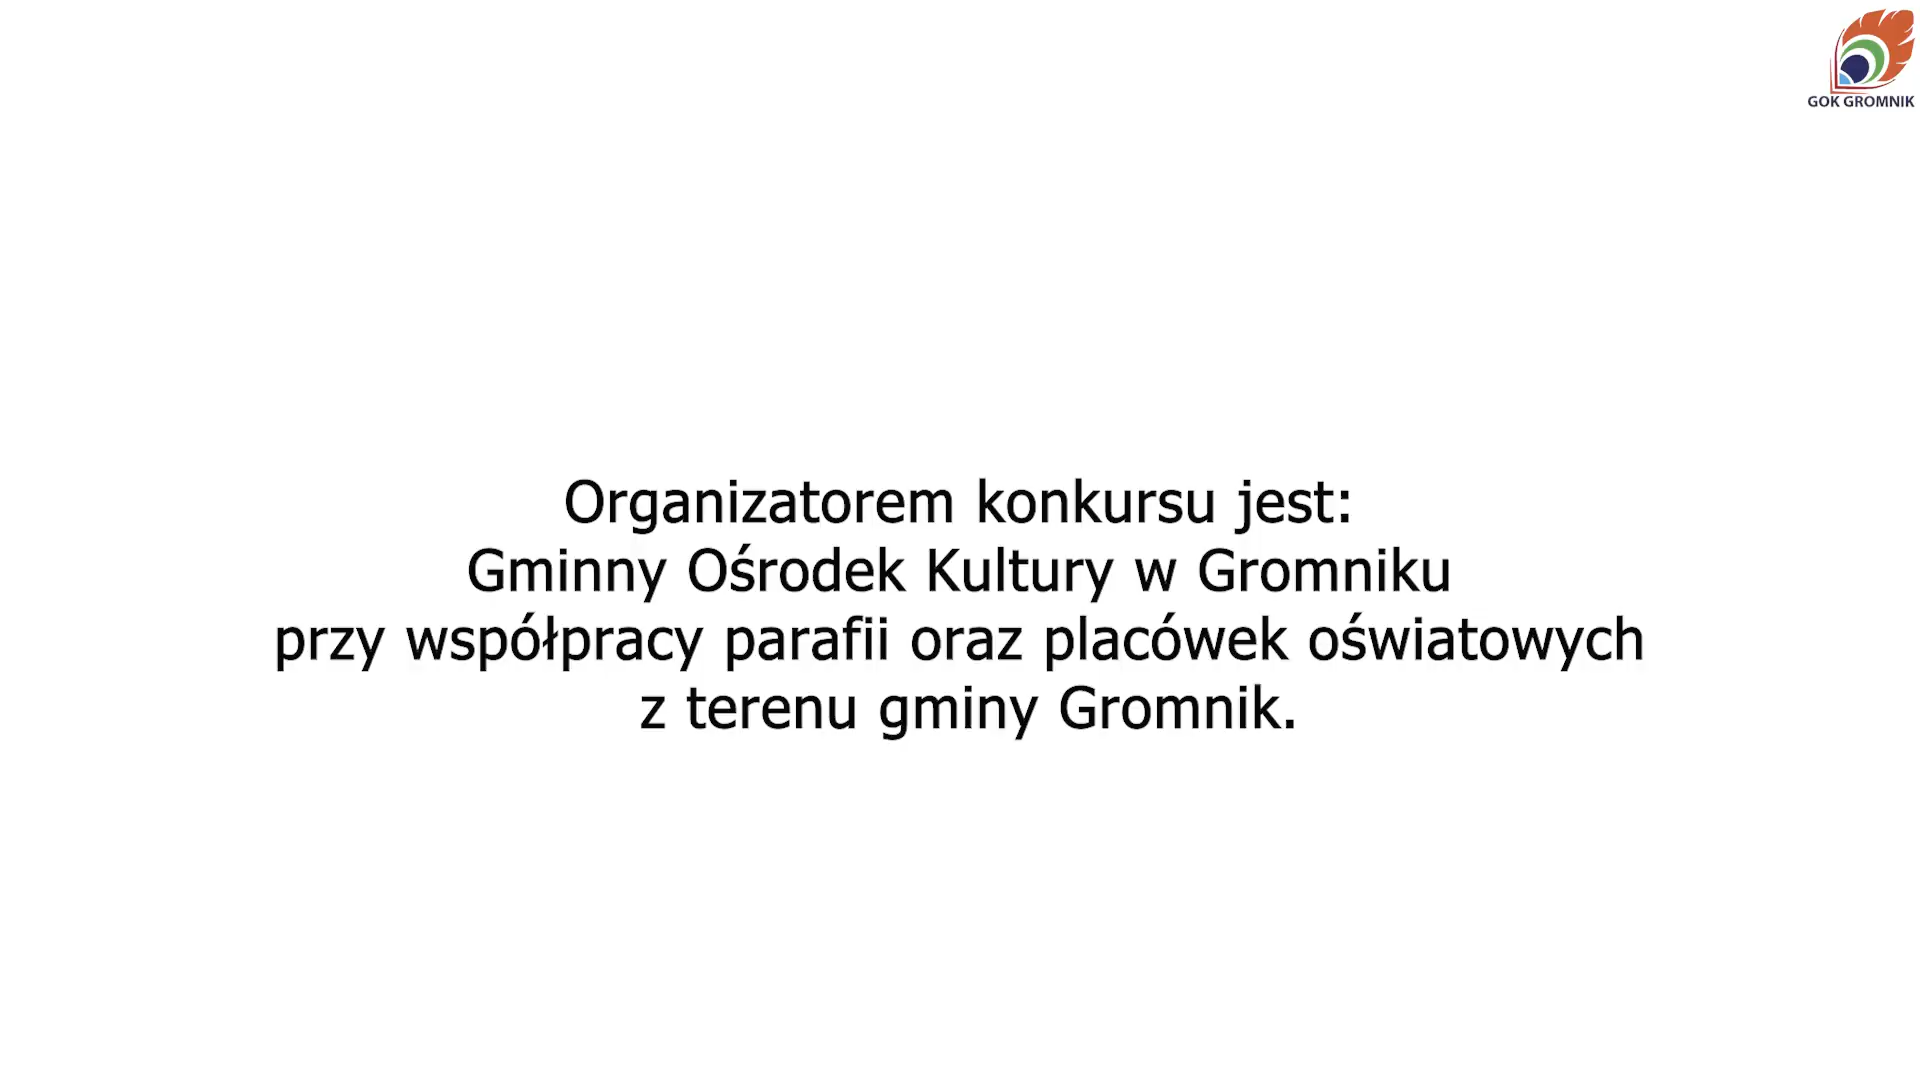 GOK GROMNIK
Organizatorem konkursu jest:
Gminny Ośrodek Kultury w Gromniku
przy współpracy parafii oraz placówek oświatowych
z terenu gminy Gromnik.